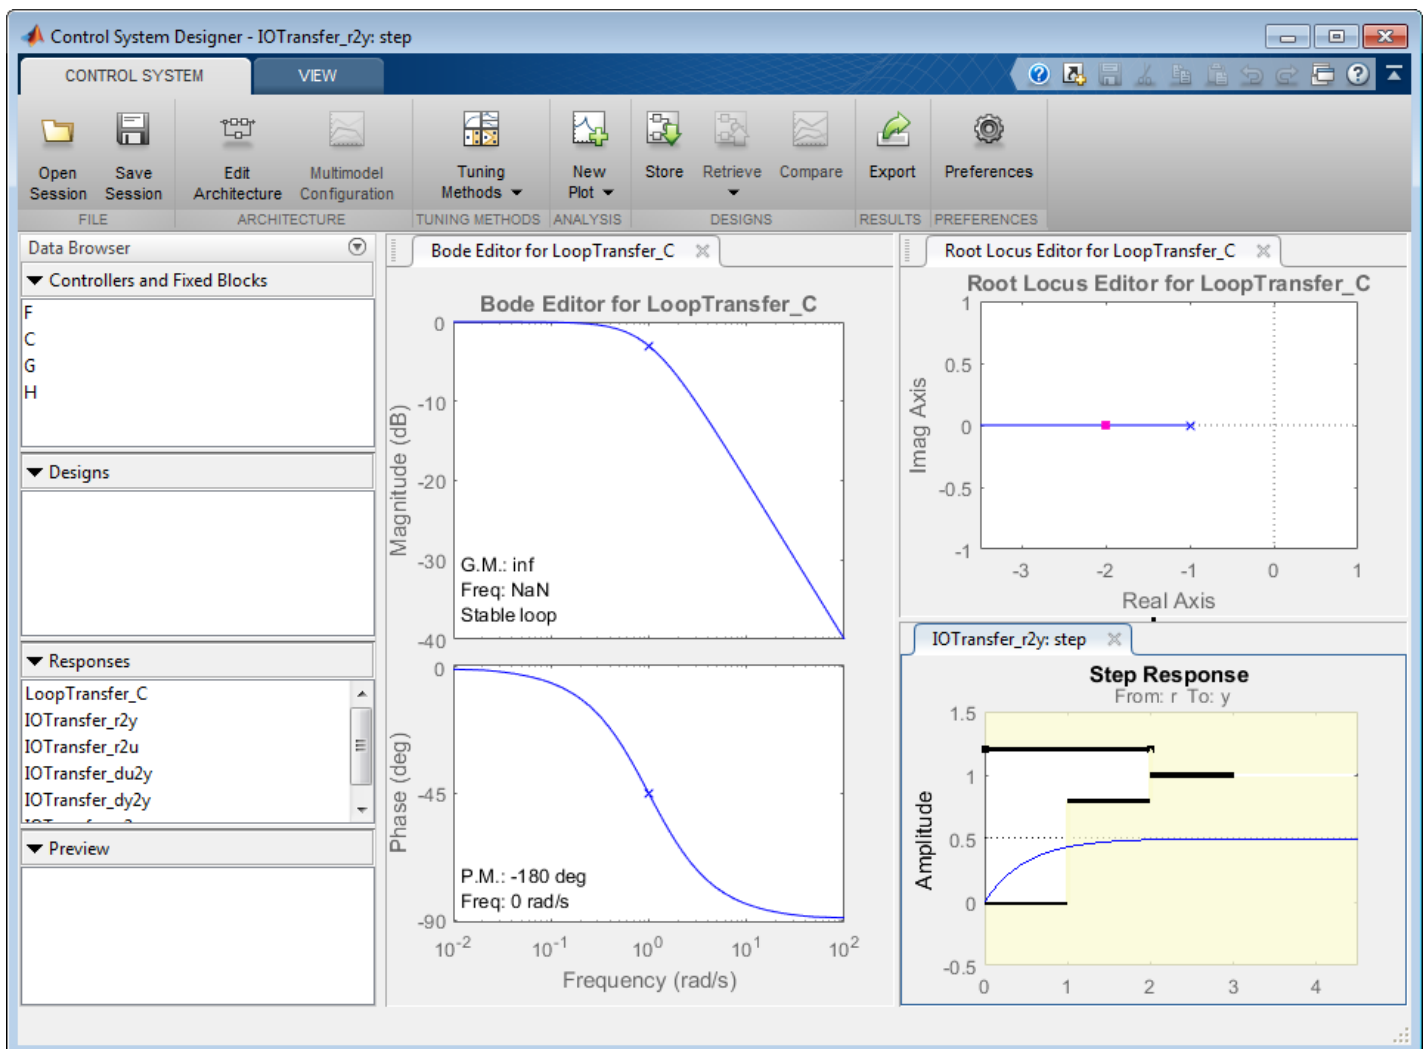 Control System Designer - IOTransfer_r2y: step
CONTROL SYSTEM
VIEW
Open Session
Save Session
Edit Architecture
Multimodel Configuration
Tuning Methods
New Plot
Store
Retrieve
Compare
Export
Preferences
FILE
ARCHITECTURE
TUNING METHODS
ANALYSIS
DESIGNS
RESULTS
PREFERENCES
Data Browser
Controllers and Fixed Blocks
F
C
G
H
Designs
Responses
LoopTransfer_C
IOTransfer_r2y
IOTransfer_r2u
IOTransfer_du2y
IOTransfer_dy2y
Preview
Bode Editor for LoopTransfer_C
Bode Editor for LoopTransfer_C
Magnitude (dB)
0
-10
-20
-30
-40
G.M.: inf
Freq: NaN
Stable loop
Phase (deg)
0
-45
-90
P.M.: -180 deg
Freq: 0 rad/s
10^-2 10^-1 10^0 10^1 10^2
Frequency (rad/s)
Root Locus Editor for LoopTransfer_C
Root Locus Editor for LoopTransfer_C
Imag Axis
1
0.5
0
-0.5
-1
-3 -2 -1 0 1
Real Axis
IOTransfer_r2y: step
Step Response
From: r To: y
Amplitude
1.5
1
0.5
0
-0.5
0 1 2 3 4